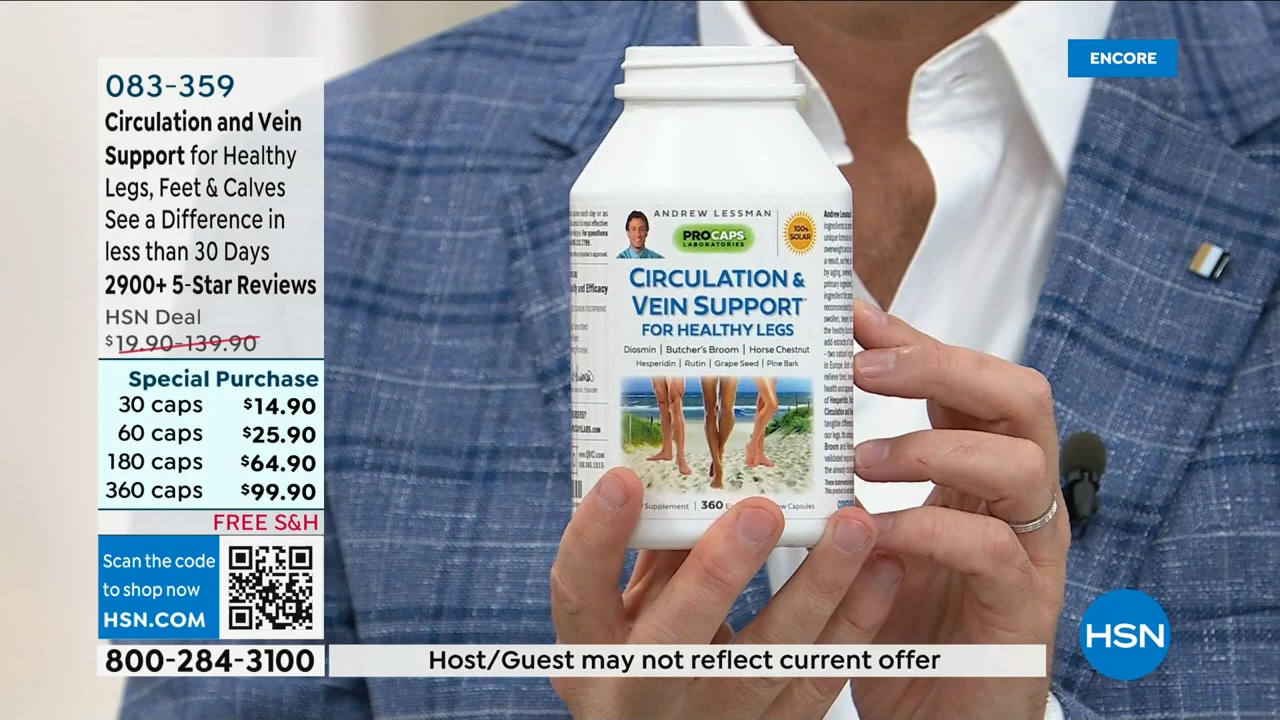 083-359
Circulation and Vein
Support for Healthy
Legs, Feet & Calves
See a Difference in
less than 30 Days
2900+ 5-Star Reviews
HSN Deal
$19.90-139.90
Special Purchase
30 caps $14.90
60 caps $25.90
180 caps $64.90
360 caps $99.90
FREE S&H
Scan the code
to shop now
HSN.COM
800-284-3100
Host/Guest may not reflect current offer
ENCORE
HSN
ANDREW LESSMAN
PROCAPS
LABORATORIES
100%
SOLAR
CIRCULATION &
VEIN SUPPORT
FOR HEALTHY LEGS
Diosmin | Butcher's Broom | Horse Chestnut
Hesperidin | Rutin | Grape Seed | Pine Bark
Supplement | 360
Capsules